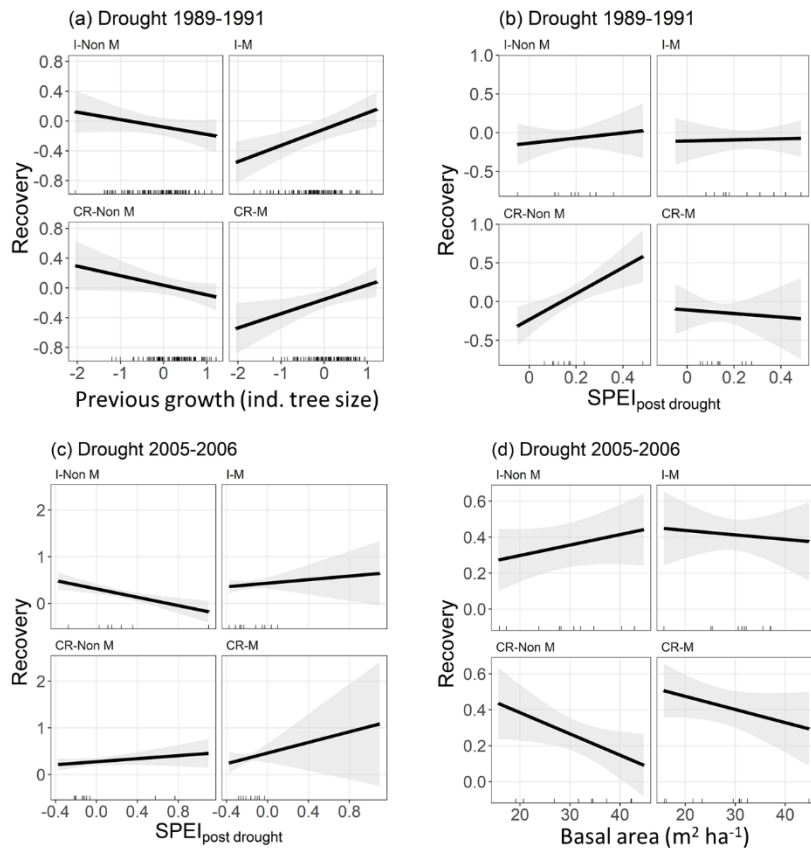 (a) Drought 1989-1991
I-Non M
I-M
0.8
0.4
0.0
-0.4
-0.8
CR-Non M
CR-M
0.8
0.4
0.0
-0.4
-0.8
Recovery
-2 -1 0 1 -2 -1 0 1
Previous growth (ind. tree size)
(b) Drought 1989-1991
I-Non M
I-M
1.0
0.5
0.0
-0.5
CR-Non M
CR-M
1.0
0.5
0.0
-0.5
Recovery
0 0.2 0.4 0 0.2 0.4
SPEIpost drought
(c) Drought 2005-2006
I-Non M
I-M
2
1
0
CR-Non M
CR-M
2
1
0
Recovery
-0.4 0.0 0.4 0.8 -0.4 0.0 0.4 0.8
SPEIpost drought
(d) Drought 2005-2006
I-Non M
I-M
0.6
0.4
0.2
0.0
CR-Non M
CR-M
0.6
0.4
0.2
0.0
Recovery
20 30 40 20 30 40
Basal area (m² ha⁻¹)